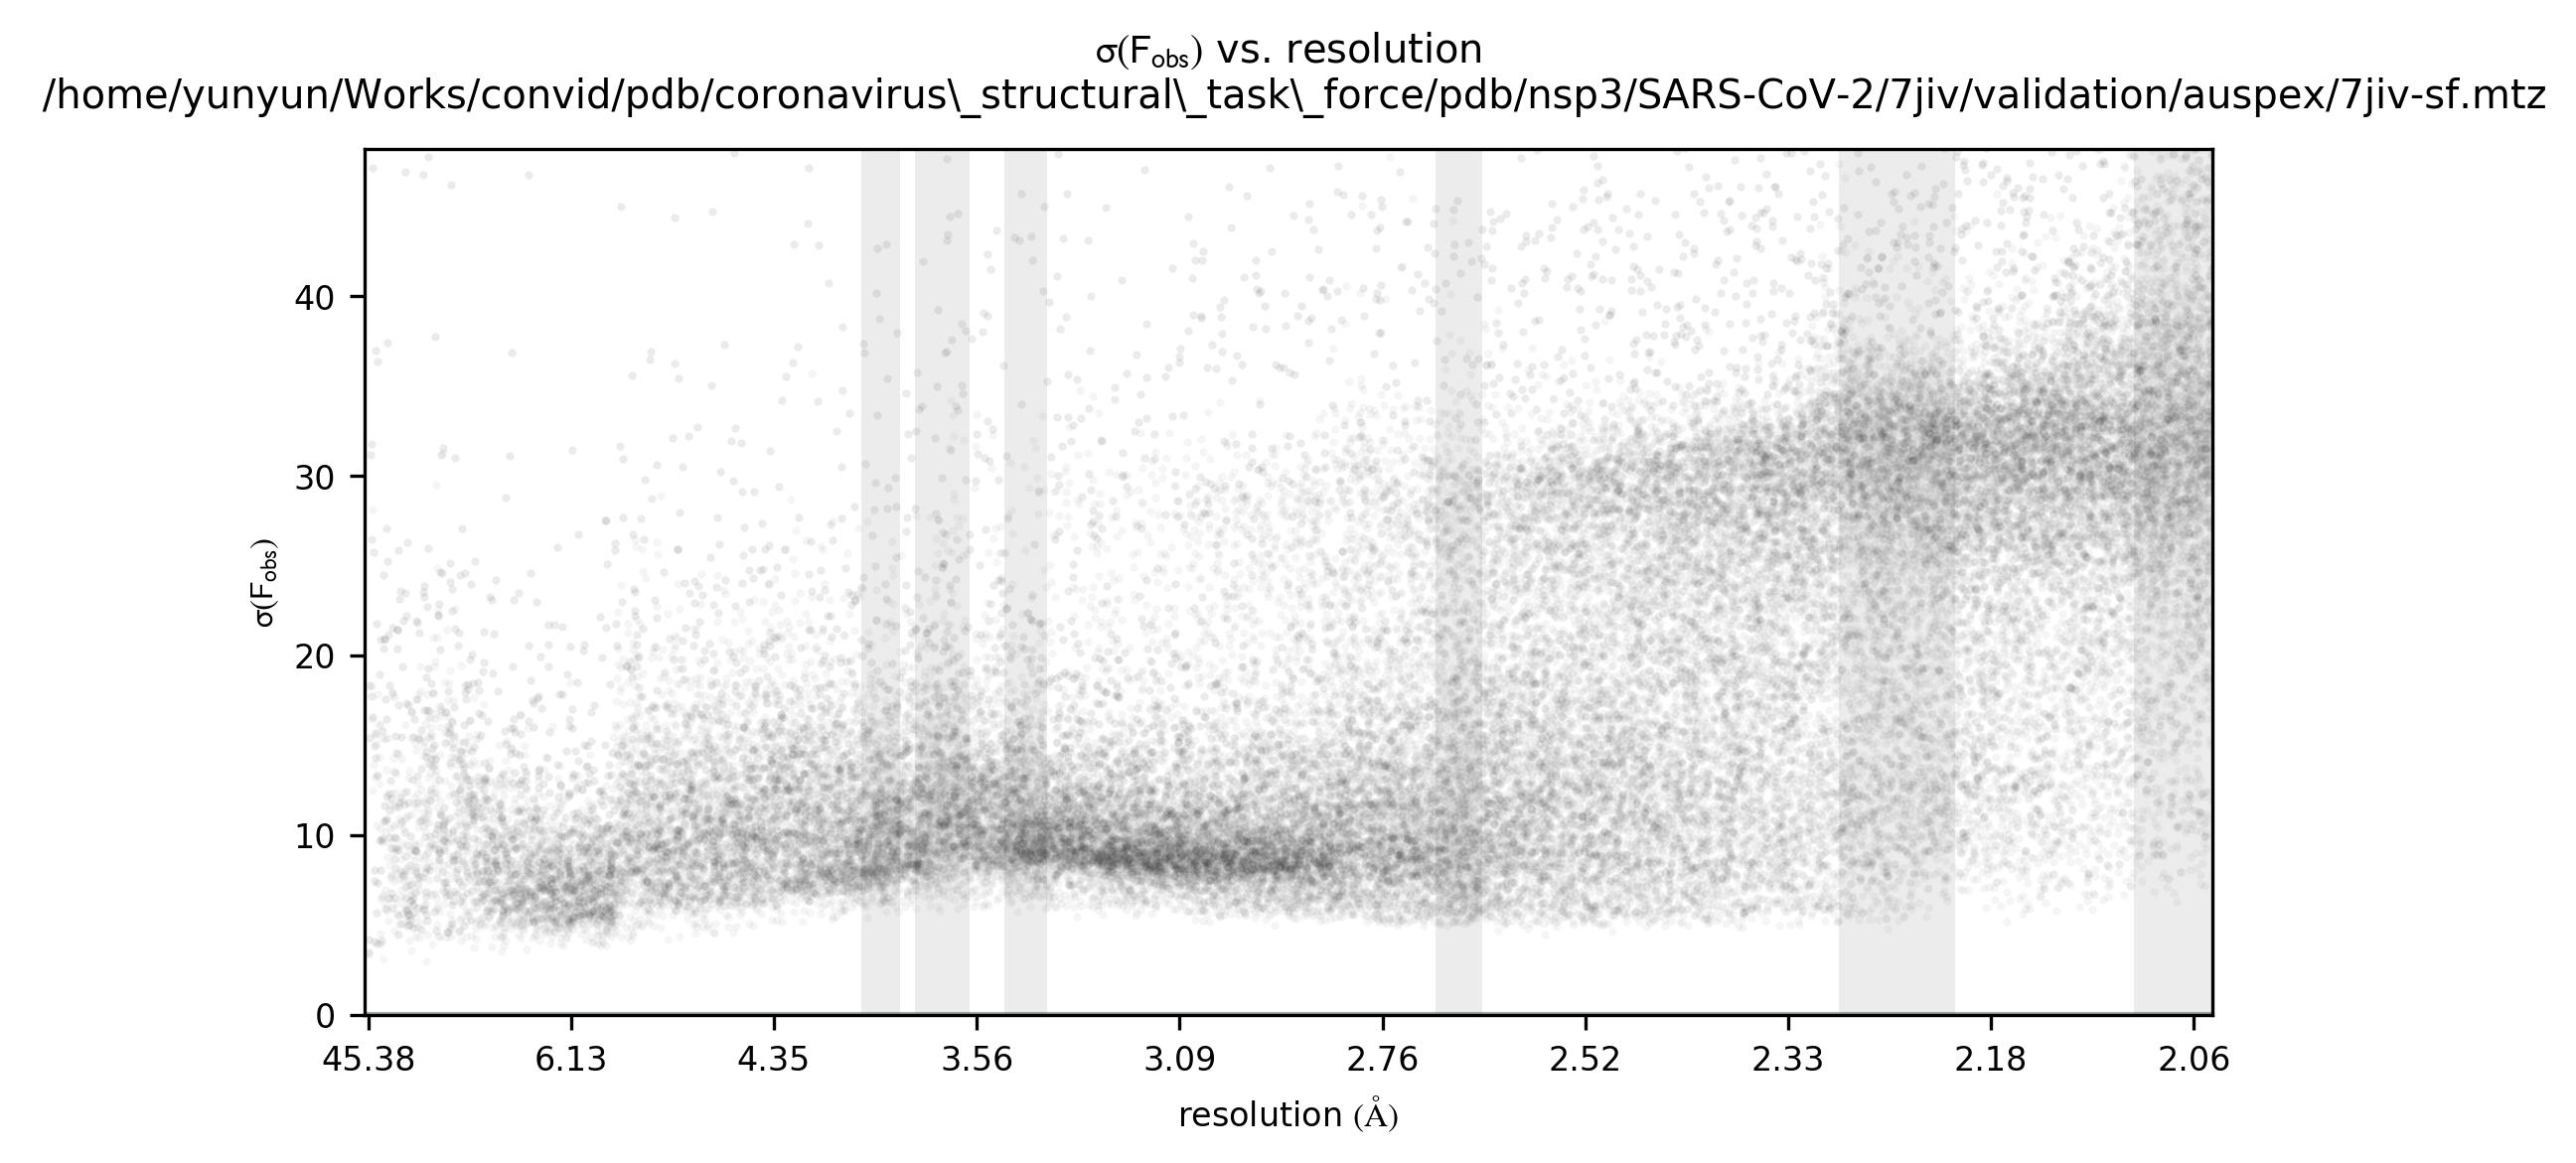 σ(Fobs) vs. resolution
/home/yunyun/Works/convid/pdb/coronavirus\_structural\_task\_force/pdb/nsp3/SARS-CoV-2/7jiv/validation/auspex/7jiv-sf.mtz
40
30
20
10
0
σ(Fobs)
45.38 6.13 4.35 3.56 3.09 2.76 2.52 2.33 2.18 2.06
resolution (Å)